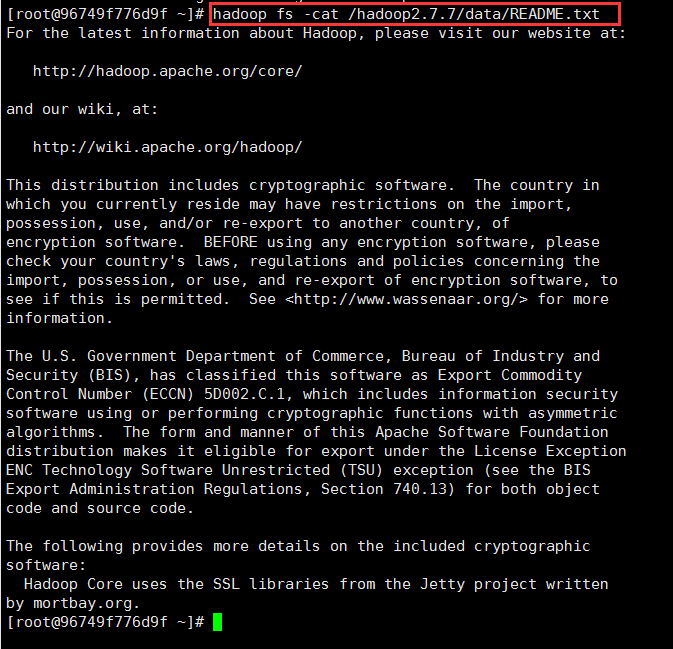 [root@96749f776d9f ~]# hadoop fs -cat /hadoop2.7.7/data/README.txt
For the latest information about Hadoop, please visit our website at:
http://hadoop.apache.org/core/
and our wiki, at:
http://wiki.apache.org/hadoop/
This distribution includes cryptographic software.  The country in
which you currently reside may have restrictions on the import,
possession, use, and/or re-export to another country, of
encryption software.  BEFORE using any encryption software, please
check your country's laws, regulations and policies concerning the
import, possession, or use, and re-export of encryption software, to
see if this is permitted.  See <http://www.wassenaar.org/> for more
information.
The U.S. Government Department of Commerce, Bureau of Industry and
Security (BIS), has classified this software as Export Commodity
Control Number (ECCN) 5D002.C.1, which includes information security
software using or performing cryptographic functions with asymmetric
algorithms.  The form and manner of this Apache Software Foundation
distribution makes it eligible for export under the License Exception
ENC Technology Software Unrestricted (TSU) exception (see the BIS
Export Administration Regulations, Section 740.13) for both object
code and source code.
The following provides more details on the included cryptographic
software:
Hadoop Core uses the SSL libraries from the Jetty project written
by mortbay.org.
[root@96749f776d9f ~]#